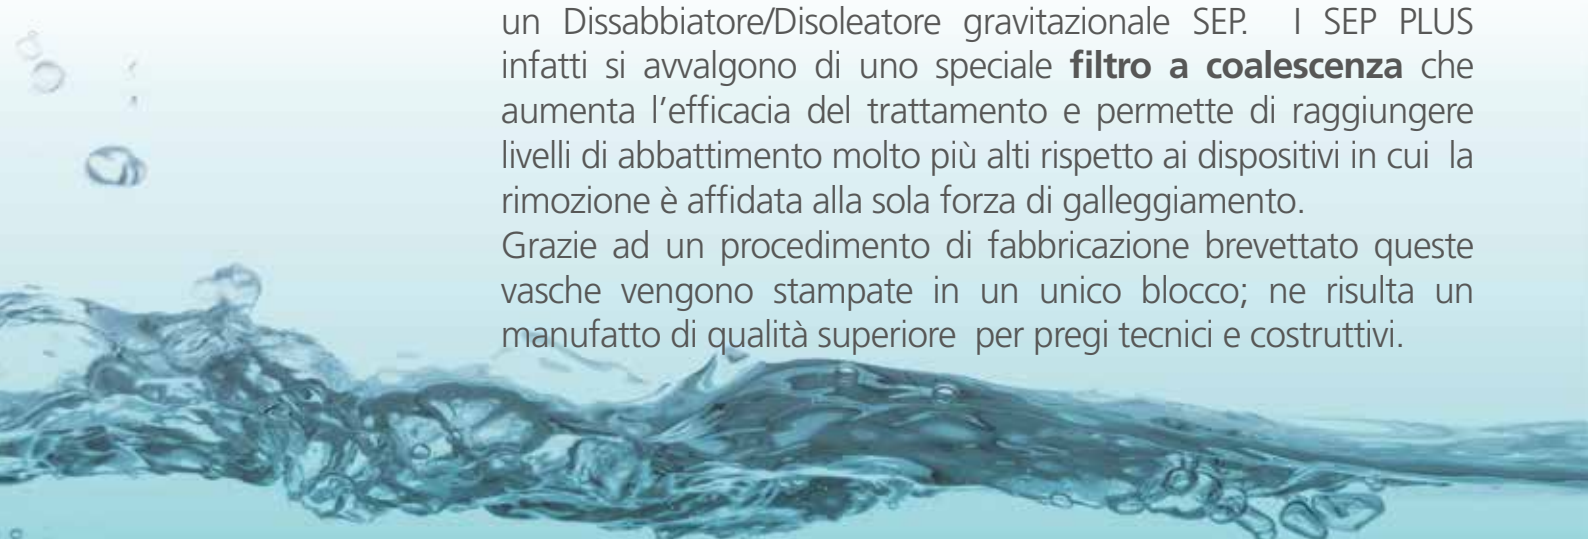 un Dissabbiatore/Disoleatore gravitazionale SEP. I SEP PLUS
infatti si avvalgono di uno speciale filtro a coalescenza che
aumenta l'efficacia del trattamento e permette di raggiungere
livelli di abbattimento molto più alti rispetto ai dispositivi in cui la
rimozione è affidata alla sola forza di galleggiamento.
Grazie ad un procedimento di fabbricazione brevettato queste
vasche vengono stampate in un unico blocco; ne risulta un
manufatto di qualità superiore per pregi tecnici e costruttivi.